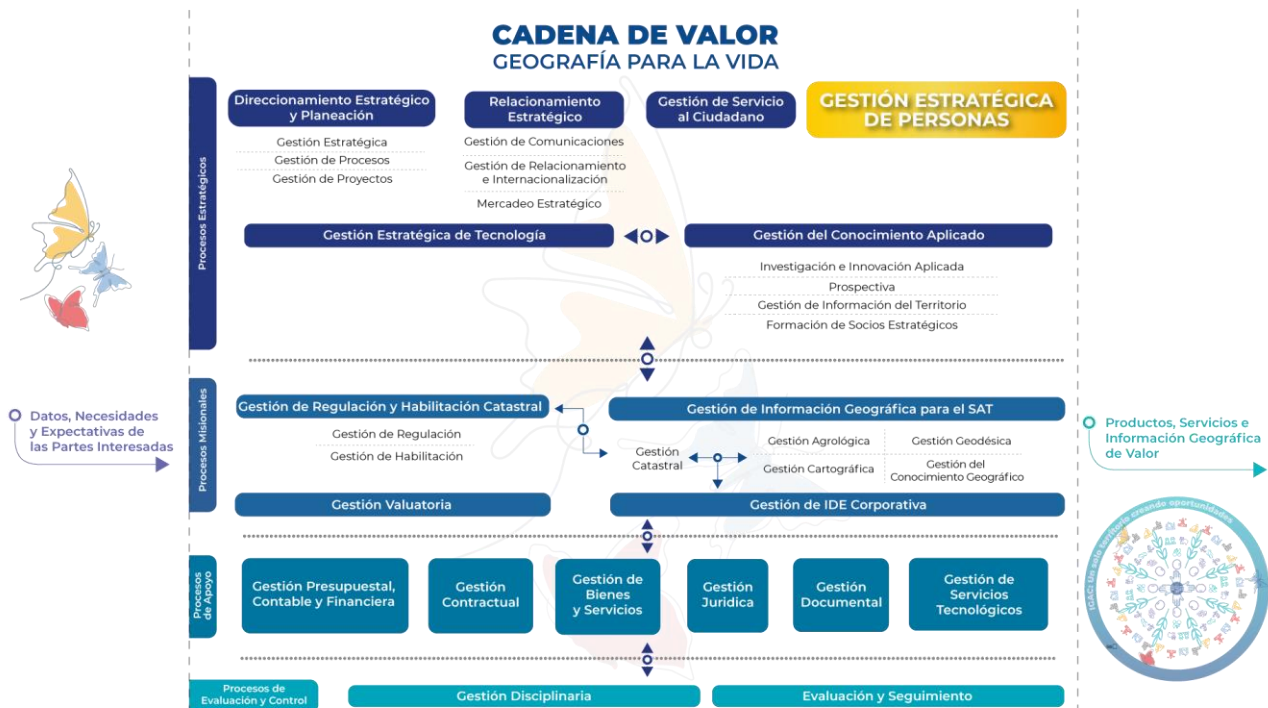 CADENA DE VALOR
GEOGRAFÍA PARA LA VIDA
Procesos Estratégicos
Direccionamiento Estratégico
y Planeación
Gestión Estratégica
Gestión de Procesos
Gestión de Proyectos
Relacionamiento
Estratégico
Gestión de Comunicaciones
Gestión de Relacionamiento
e Internacionalización
Mercadeo Estratégico
Gestión de Servicio
al Ciudadano
GESTIÓN ESTRATÉGICA
DE PERSONAS
Gestión Estratégica de Tecnología
Gestión del Conocimiento Aplicado
Investigación e Innovación Aplicada
Prospectiva
Gestión de Información del Territorio
Formación de Socios Estratégicos
Datos, Necesidades
y Expectativas de
las Partes Interesadas
Procesos Misionales
Gestión de Regulación y Habilitación Catastral
Gestión de Regulación
Gestión de Habilitación
Gestión Valuatoria
Gestión de Información Geográfica para el SAT
Gestión
Catastral
Gestión Agrológica
Gestión Geodésica
Gestión Cartográfica
Gestión del
Conocimiento Geográfico
Gestión de IDE Corporativa
Productos, Servicios e
Información Geográfica
de Valor
IGAC: Un solo territorio creando oportunidades
Procesos
de Apoyo
Gestión Presupuestal,
Contable y Financiera
Gestión
Contractual
Gestión de
Bienes
y Servicios
Gestión
Juridica
Gestión
Documental
Gestión de
Servicios
Tecnológicos
Procesos de
Evaluación y Control
Gestión Disciplinaria
Evaluación y Seguimiento